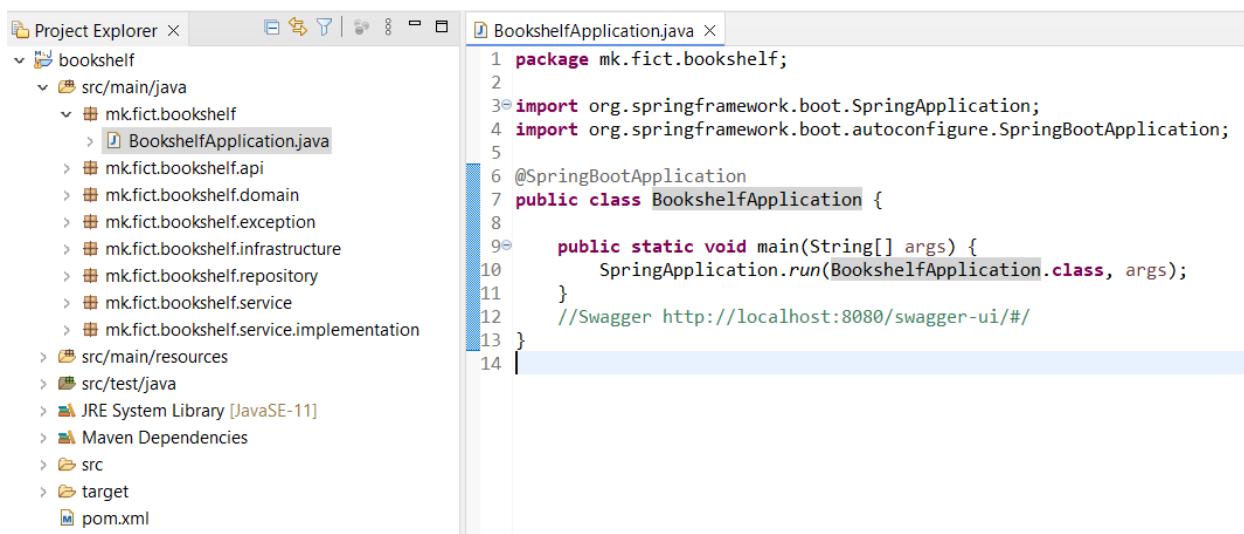 Project Explorer
bookshelf
src/main/java
mk.fict.bookshelf
BookshelfApplication.java
mk.fict.bookshelf.api
mk.fict.bookshelf.domain
mk.fict.bookshelf.exception
mk.fict.bookshelf.infrastructure
mk.fict.bookshelf.repository
mk.fict.bookshelf.service
mk.fict.bookshelf.service.implementation
src/main/resources
src/test/java
JRE System Library [JavaSE-11]
Maven Dependencies
src
target
pom.xml
BookshelfApplication.java
1 package mk.fict.bookshelf;
2
3 import org.springframework.boot.SpringApplication;
4 import org.springframework.boot.autoconfigure.SpringBootApplication;
5
6 @SpringBootApplication
7 public class BookshelfApplication {
8
9     public static void main(String[] args) {
10         SpringApplication.run(BookshelfApplication.class, args);
11     }
12     //Swagger http://localhost:8080/swagger-ui/#/
13 }
14